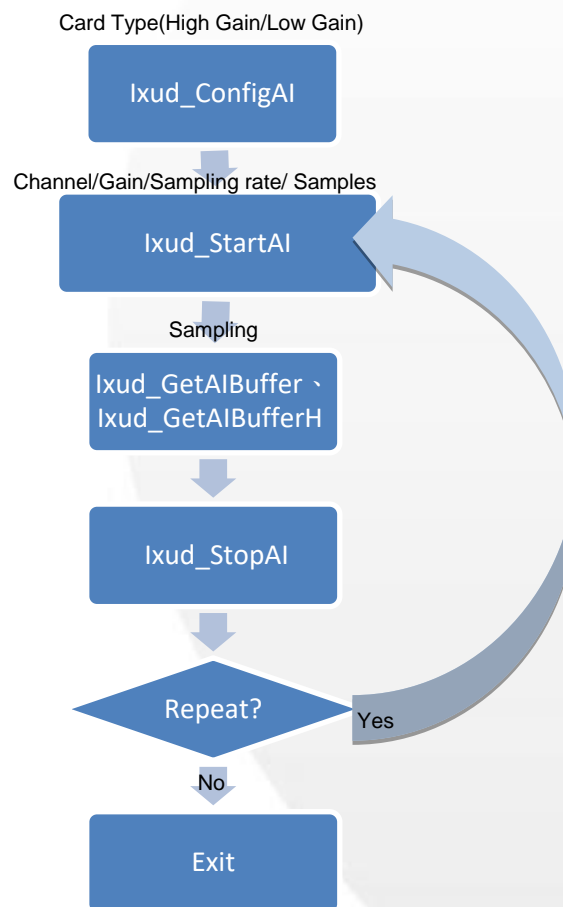 Card Type(High Gain/Low Gain)
Ixud_ConfigAI
Channel/Gain/Sampling rate/ Samples
Ixud_StartAI
Sampling
Ixud_GetAIBuffer、
Ixud_GetAIBufferH
Ixud_StopAI
Repeat?
Yes
No
Exit